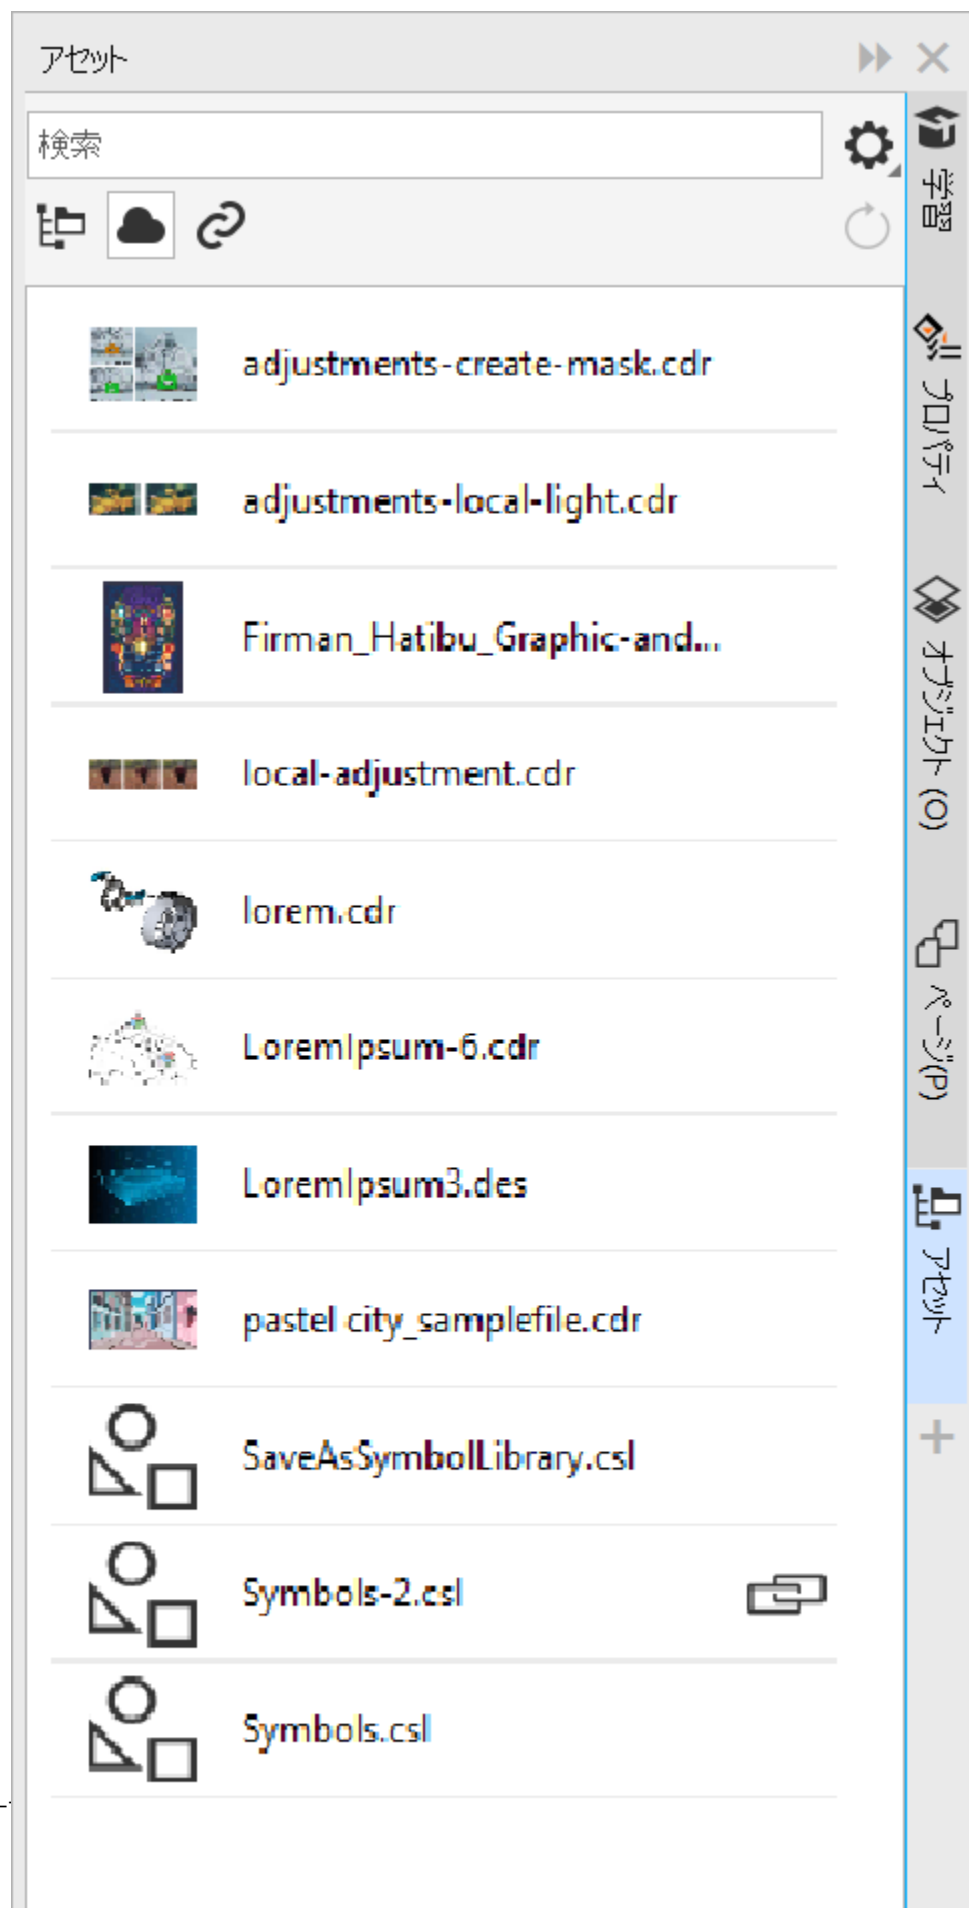 アセット
検索
adjustments-create-mask.cdr
adjustments-local-light.cdr
Firman_Hatibu_Graphic-and...
local-adjustment.cdr
lorem.cdr
LoremIpsum-6.cdr
LoremIpsum3.des
pastel city_samplefile.cdr
SaveAsSymbolLibrary.csl
Symbols-2.csl
Symbols.csl
学習
プロパティ
オブジェクト (O)
ページ(P)
アセット